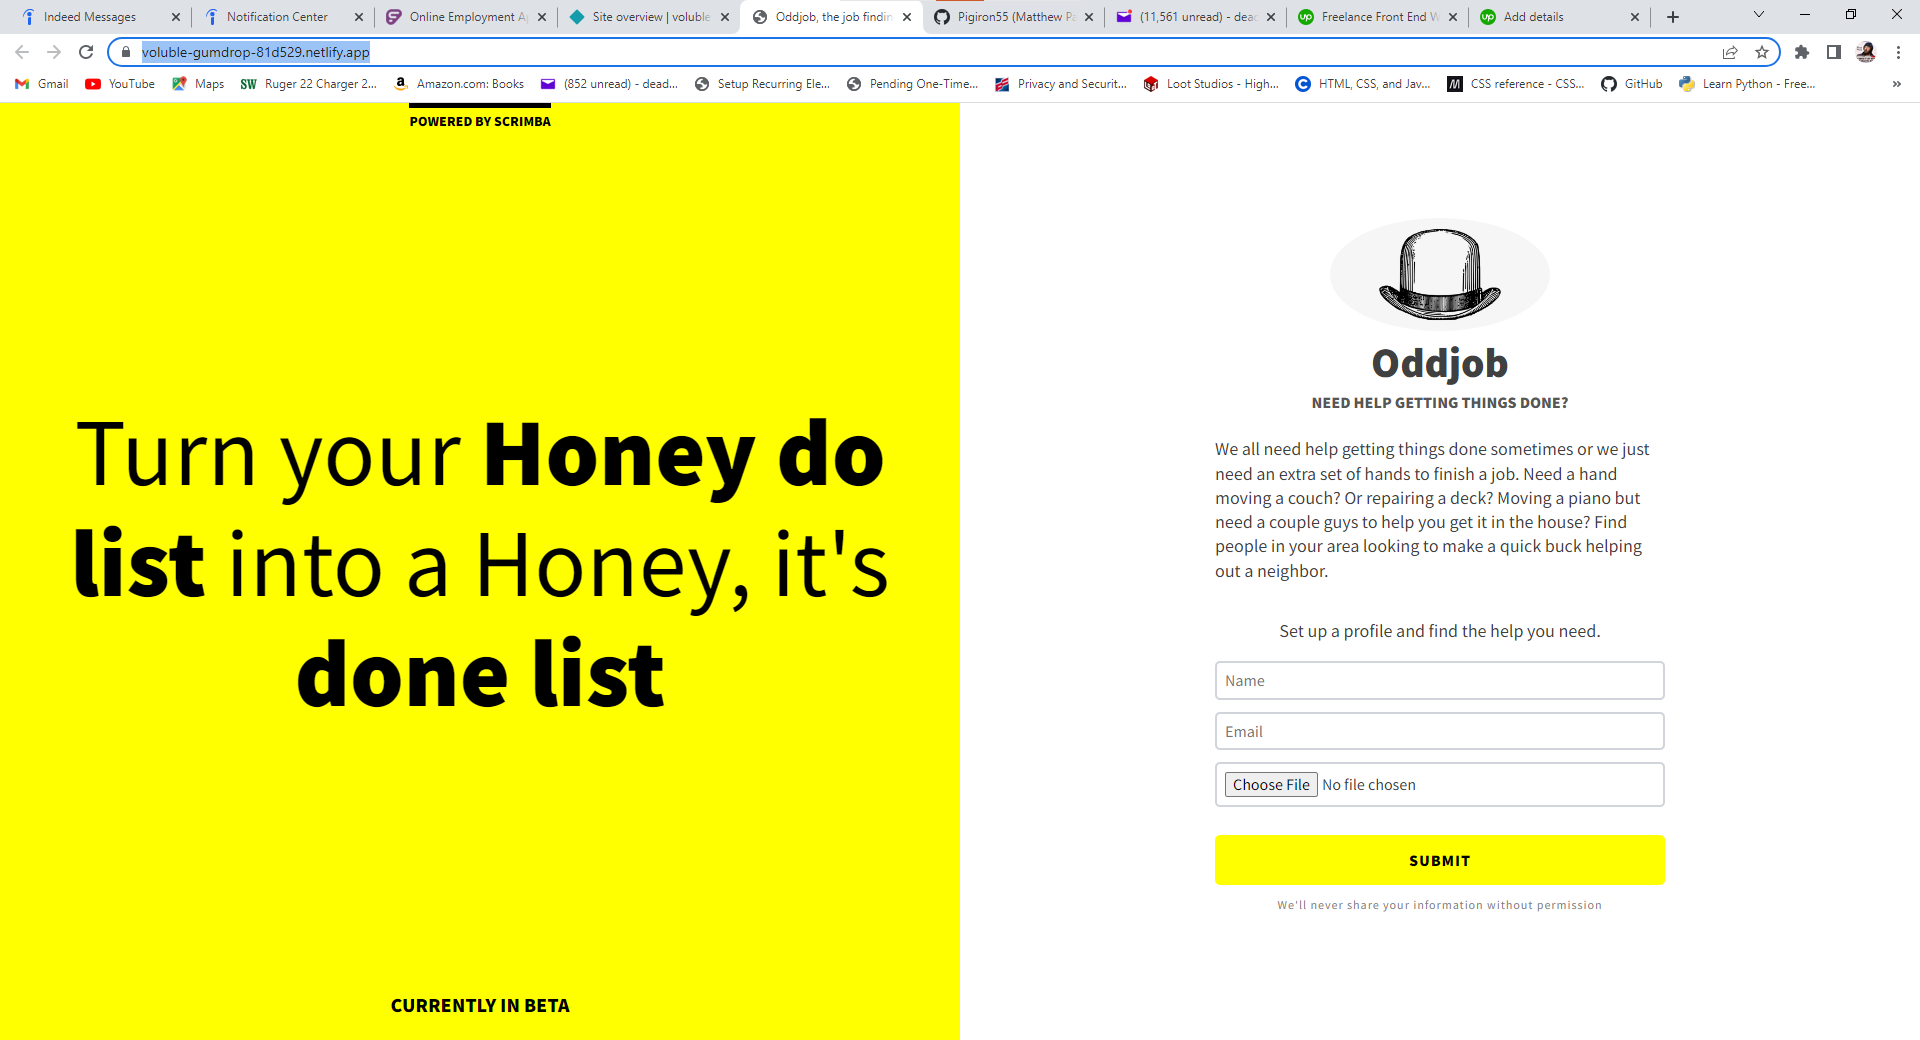 Indeed Messages
Notification Center
Online Employment A
Site overview | voluble
Oddjob, the job findin
Pigiron55 (Matthew Pa
(11,561 unread) - deac
Freelance Front End W
Add details
voluble-gumdrop-81d529.netlify.app
Gmail
YouTube
Maps
SW Ruger 22 Charger 2...
Amazon.com: Books
(852 unread) - dead...
Setup Recurring Ele...
Pending One-Time...
Privacy and Securit...
Loot Studios - High...
HTML, CSS, and Jav...
CSS reference - CSS...
GitHub
Learn Python - Free...
»
POWERED BY SCRIMBA
Turn your Honey do
list into a Honey, it's
done list
CURRENTLY IN BETA
Oddjob
NEED HELP GETTING THINGS DONE?
We all need help getting things done sometimes or we just
need an extra set of hands to finish a job. Need a hand
moving a couch? Or repairing a deck? Moving a piano but
need a couple guys to help you get it in the house? Find
people in your area looking to make a quick buck helping
out a neighbor.
Set up a profile and find the help you need.
Name
Email
Choose File No file chosen
SUBMIT
We'll never share your information without permission